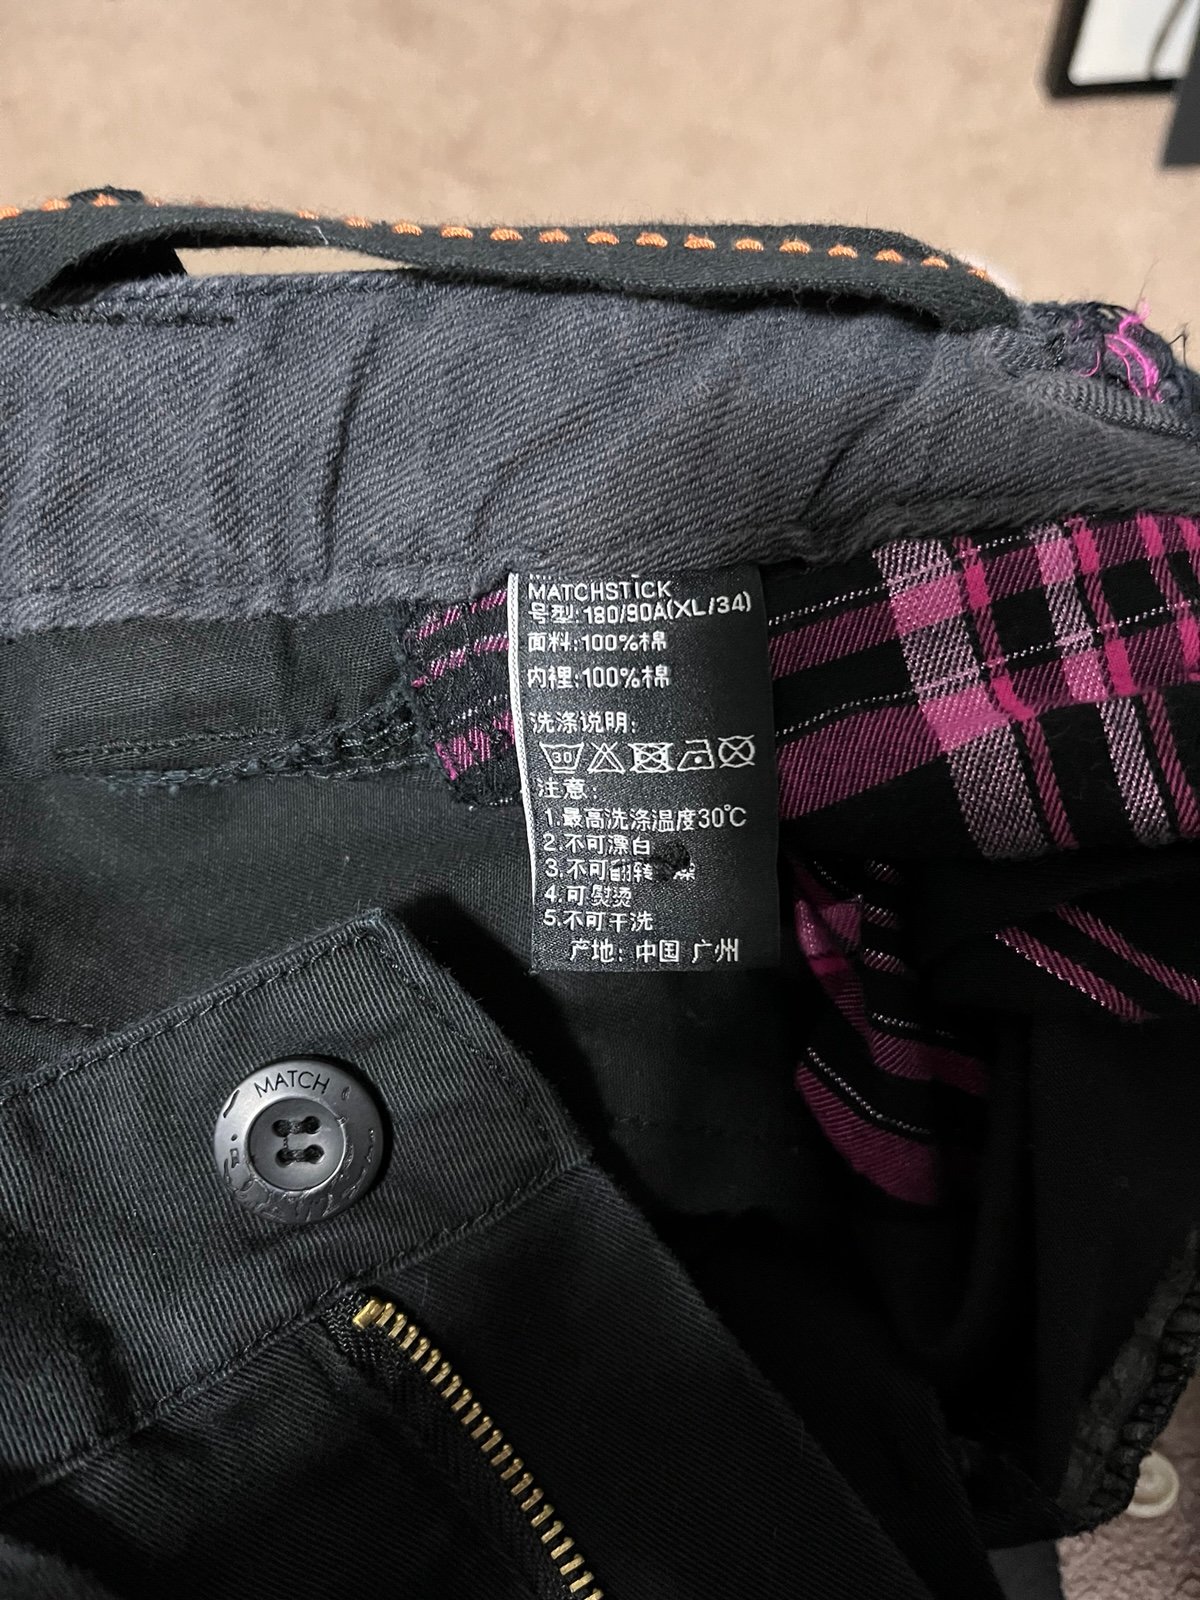 MATCHSTICK
号型:180/90A(XL/34)
面料:100%棉
内裡:100%棉
洗涤说明:
30
注意:
1.最高洗涤温度30℃
2.不可漂白
3.不可翻转
4.可熨烫
5.不可干洗
产地: 中国 广州
MATCH